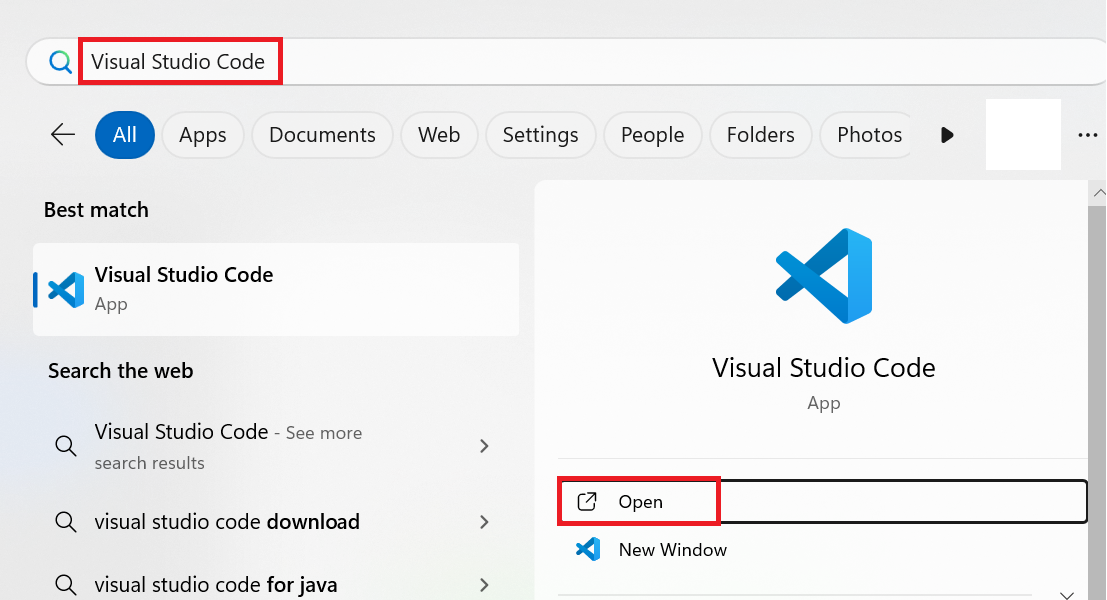 Visual Studio Code
All Apps Documents Web Settings People Folders Photos
Best match
Visual Studio Code
App
Search the web
Visual Studio Code - See more
search results
visual studio code download
visual studio code for java
Visual Studio Code
App
Open
New Window